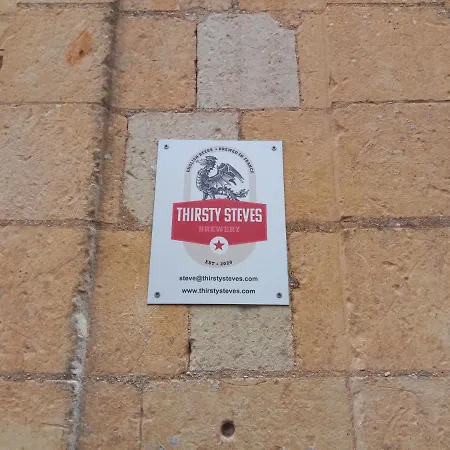 ENGLISH BEERS • BREWED IN FRANCE
THIRSTY STEVES
BREWERY
EST • 2020
steve@thirstysteves.com
www.thirstysteves.com